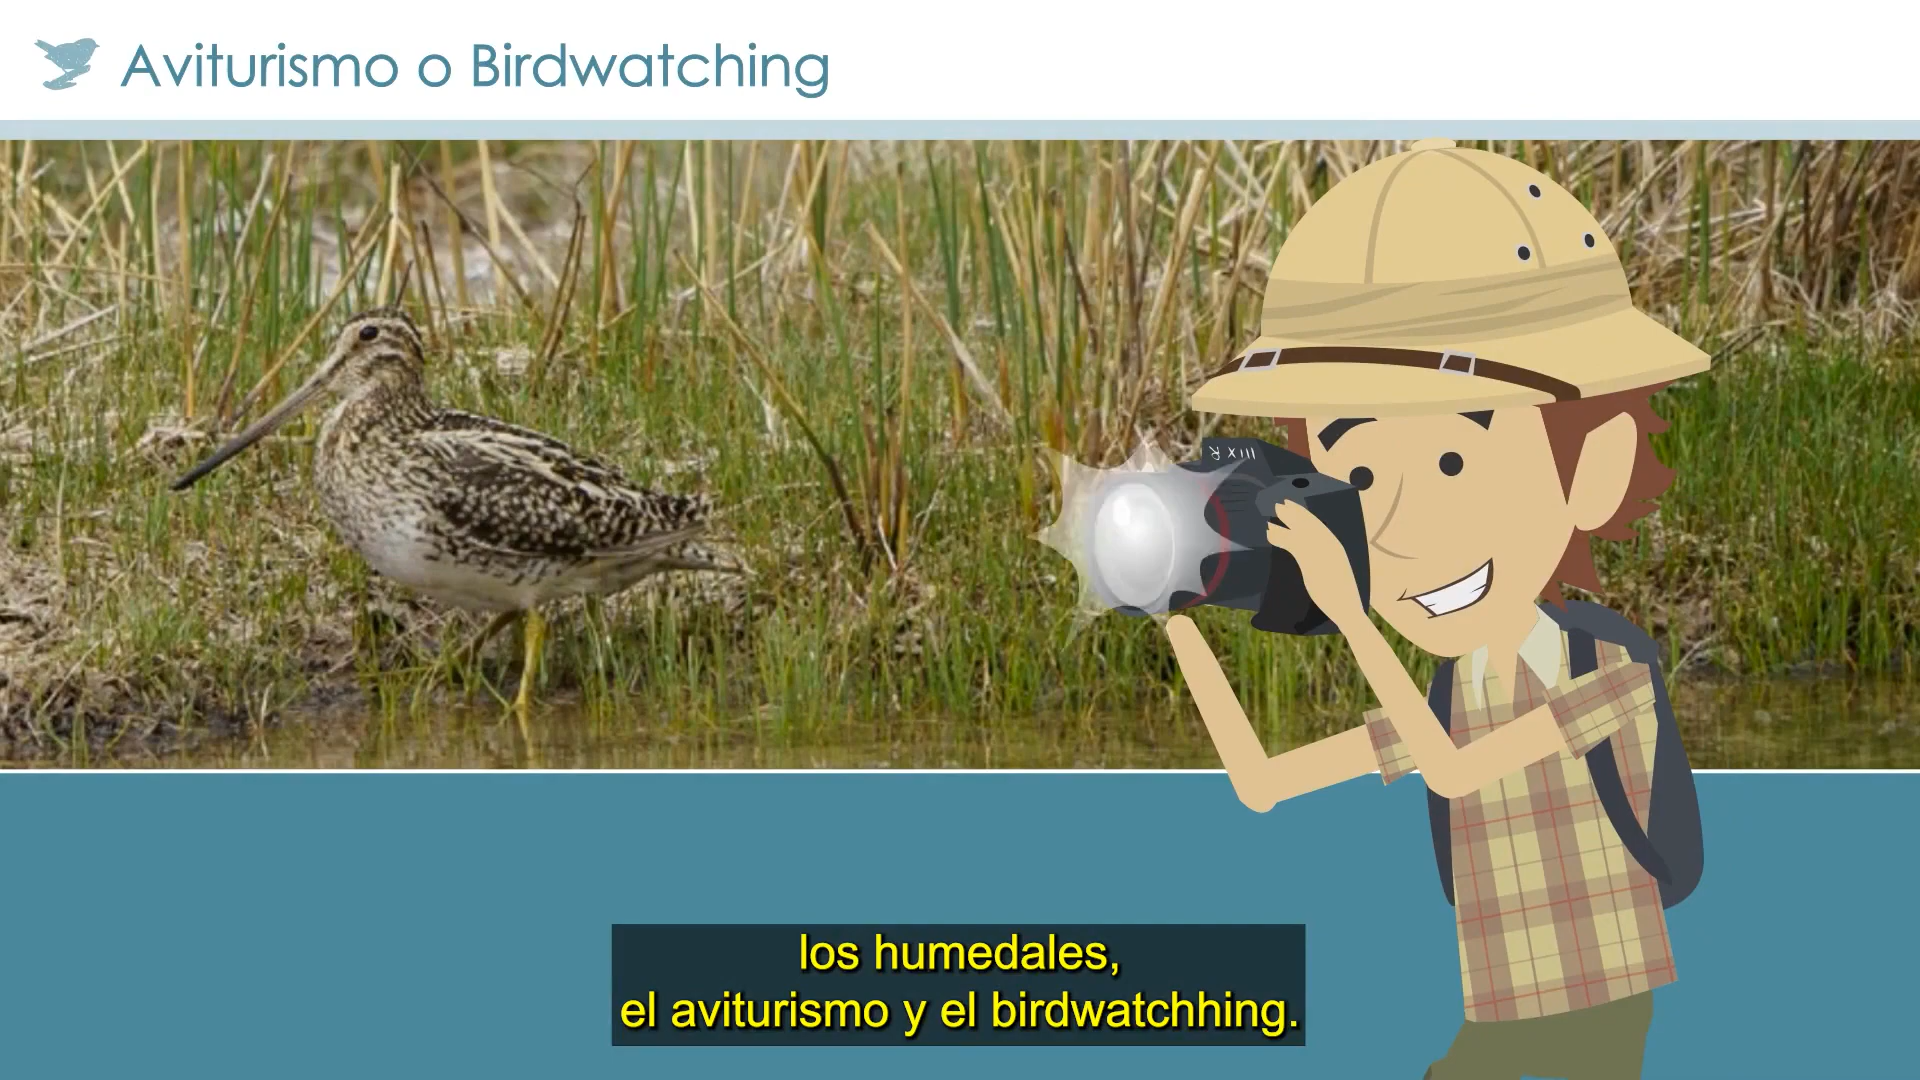 Aviturismo o Birdwatching
los humedales,
el aviturismo y el birdwatchhing.